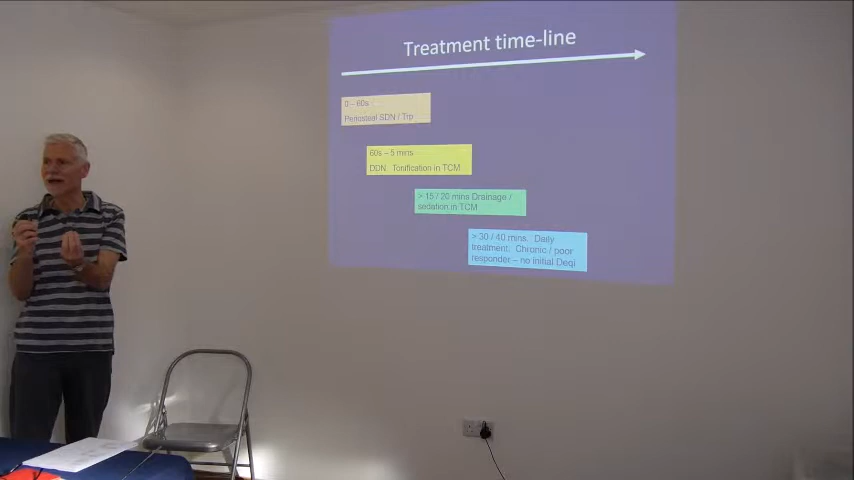 Treatment time-line
0 – 60s
Periosteal SDN / Trp
60s – 5 mins
DDN Tonification in TCM
> 15 / 20 mins Drainage /
sedation in TCM
> 30 / 40 mins. Daily
treatment. Chronic / poor
responder – no initial Deqi